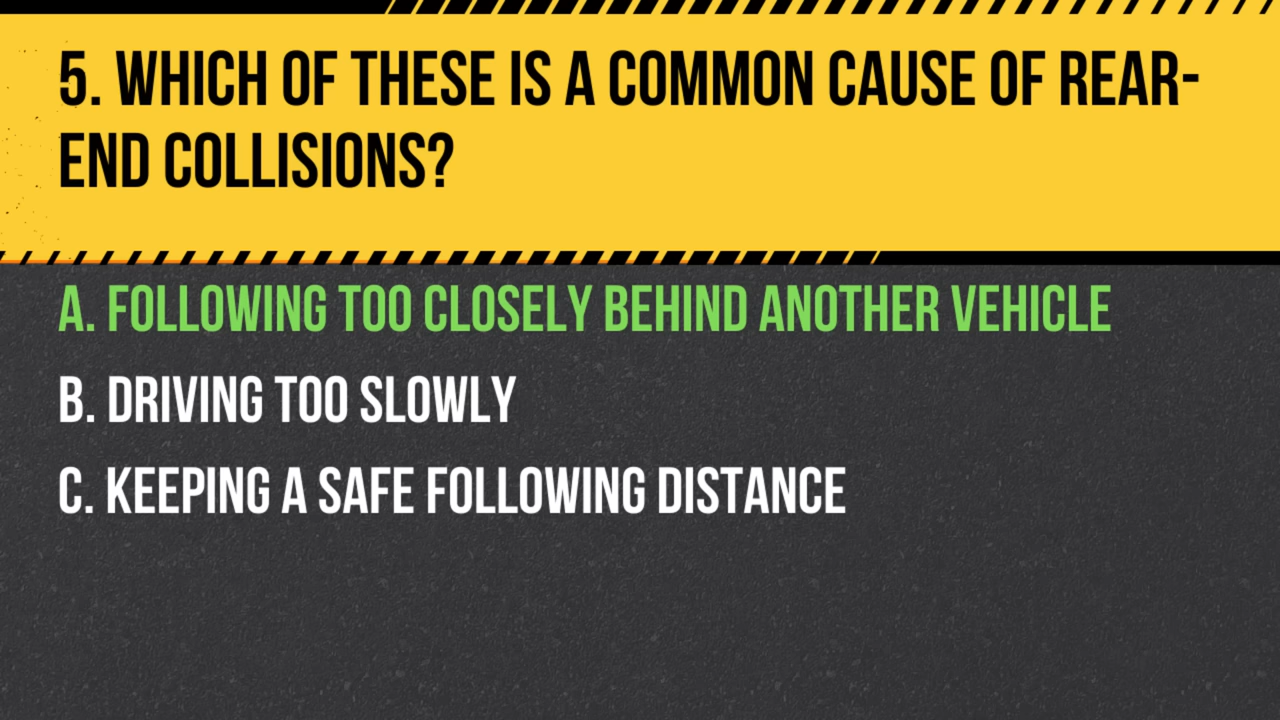 5. WHICH OF THESE IS A COMMON CAUSE OF REAR-
END COLLISIONS?
A. FOLLOWING TOO CLOSELY BEHIND ANOTHER VEHICLE
B. DRIVING TOO SLOWLY
C. KEEPING A SAFE FOLLOWING DISTANCE